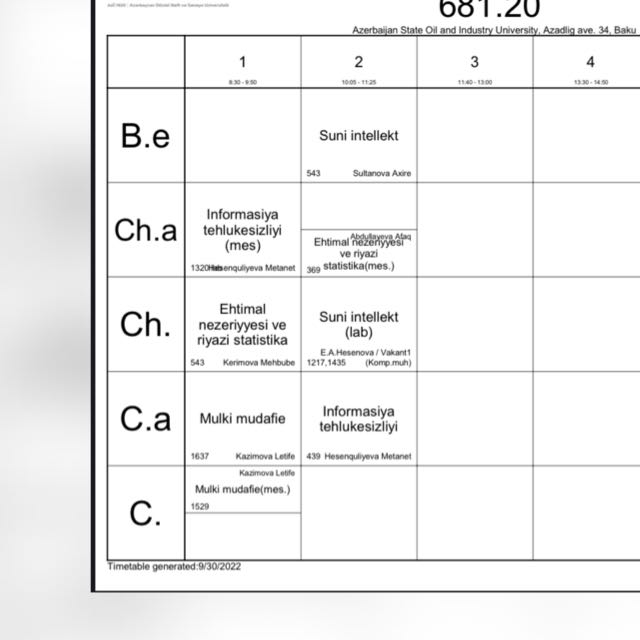 681.20
Azerbaijan State Oil and Industry University, Azadlig ave. 34, Baku
1 2 3 4
8:30 - 9:50 10:05 - 11:25 11:40 - 13:00 13:30 - 14:50
B.e
Suni intellekt
543 Sultanova Axire
Ch.a
Informasiya
tehlukesizliyi
(mes)
Hesenquliyeva Metanet
Abdullayeva Afaq
Ehtimal nezeriyyesi
ve riyazi
statistika(mes.)
369
Ch.
Ehtimal
nezeriyyesi ve
riyazi statistika
543 Kerimova Mehbube
Suni intellekt
(lab)
E.A.Hesenova / Vakant1
1217,1435 (Komp.muh)
C.a
Mulki mudafie
1637 Kazimova Letife
Informasiya
tehlukesizliyi
439 Hesenquliyeva Metanet
C.
Kazimova Letife
Mulki mudafie(mes.)
1529
Timetable generated:9/30/2022